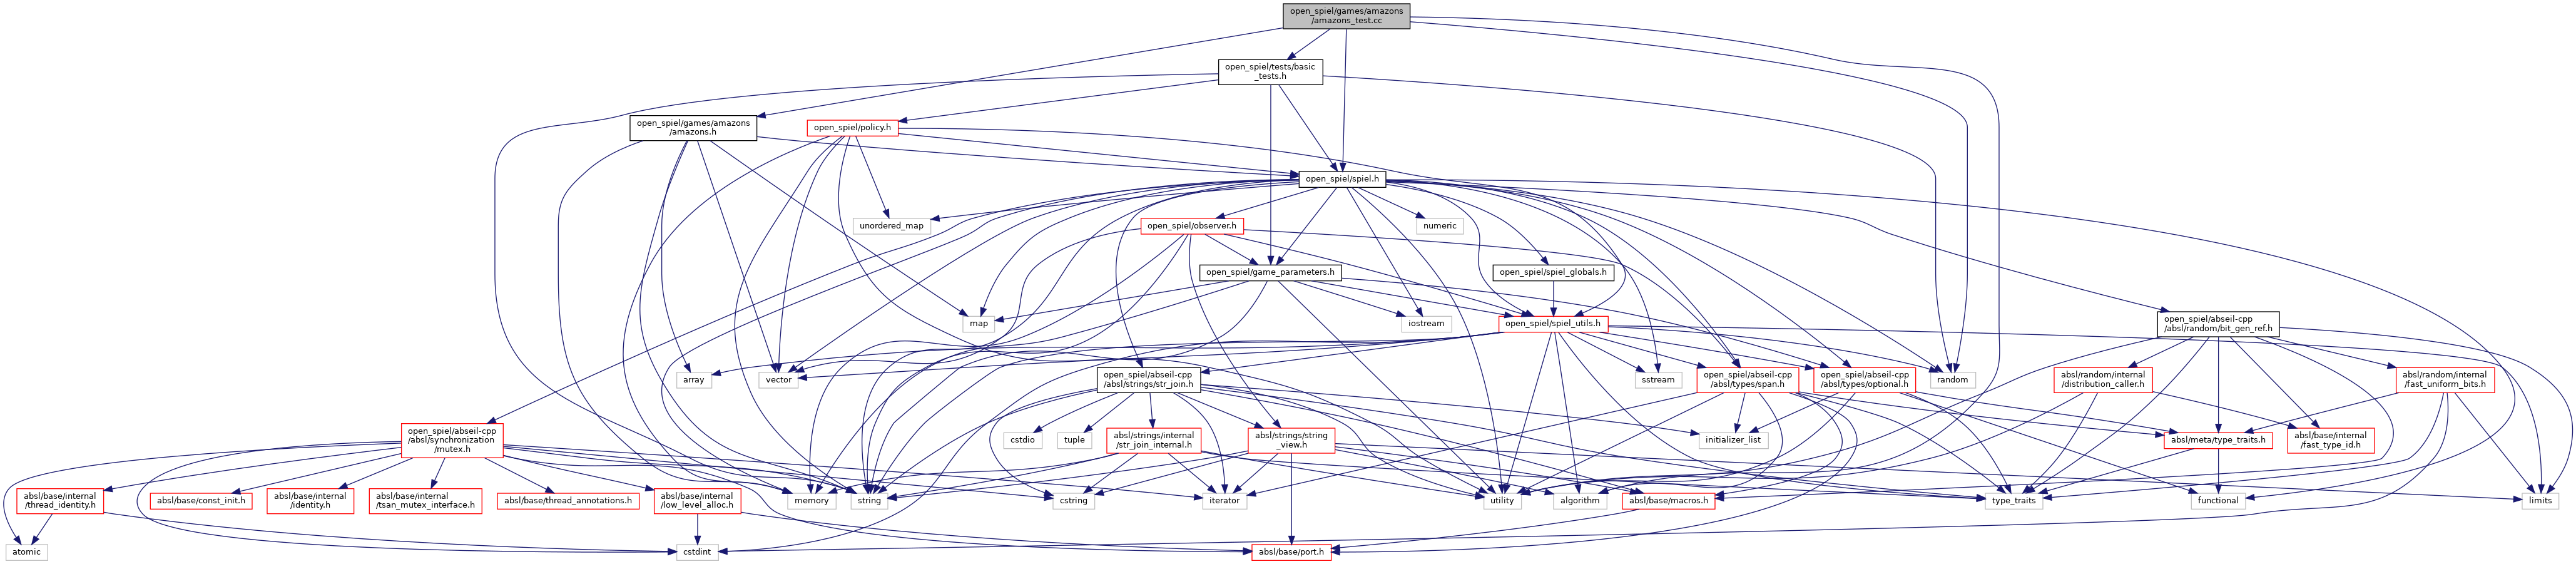 open_spiel/games/amazons
/amazons_test.cc
open_spiel/tests/basic
_tests.h
open_spiel/games/amazons
/amazons.h
open_spiel/policy.h
open_spiel/spiel.h
unordered_map
open_spiel/observer.h
numeric
open_spiel/game_parameters.h
open_spiel/spiel_globals.h
map
iostream
open_spiel/spiel_utils.h
open_spiel/abseil-cpp
/absl/random/bit_gen_ref.h
array
vector
open_spiel/abseil-cpp
/absl/strings/str_join.h
sstream
open_spiel/abseil-cpp
/absl/types/span.h
open_spiel/abseil-cpp
/absl/types/optional.h
random
absl/random/internal
/distribution_caller.h
absl/random/internal
/fast_uniform_bits.h
open_spiel/abseil-cpp
/absl/synchronization
/mutex.h
cstdio
tuple
absl/strings/internal
/str_join_internal.h
absl/strings/string
_view.h
initializer_list
absl/meta/type_traits.h
absl/base/internal
/fast_type_id.h
absl/base/internal
/thread_identity.h
absl/base/const_init.h
absl/base/internal
/identity.h
absl/base/internal
/tsan_mutex_interface.h
absl/base/thread_annotations.h
absl/base/internal
/low_level_alloc.h
memory
string
cstring
iterator
utility
algorithm
absl/base/macros.h
type_traits
functional
limits
atomic
cstdint
absl/base/port.h